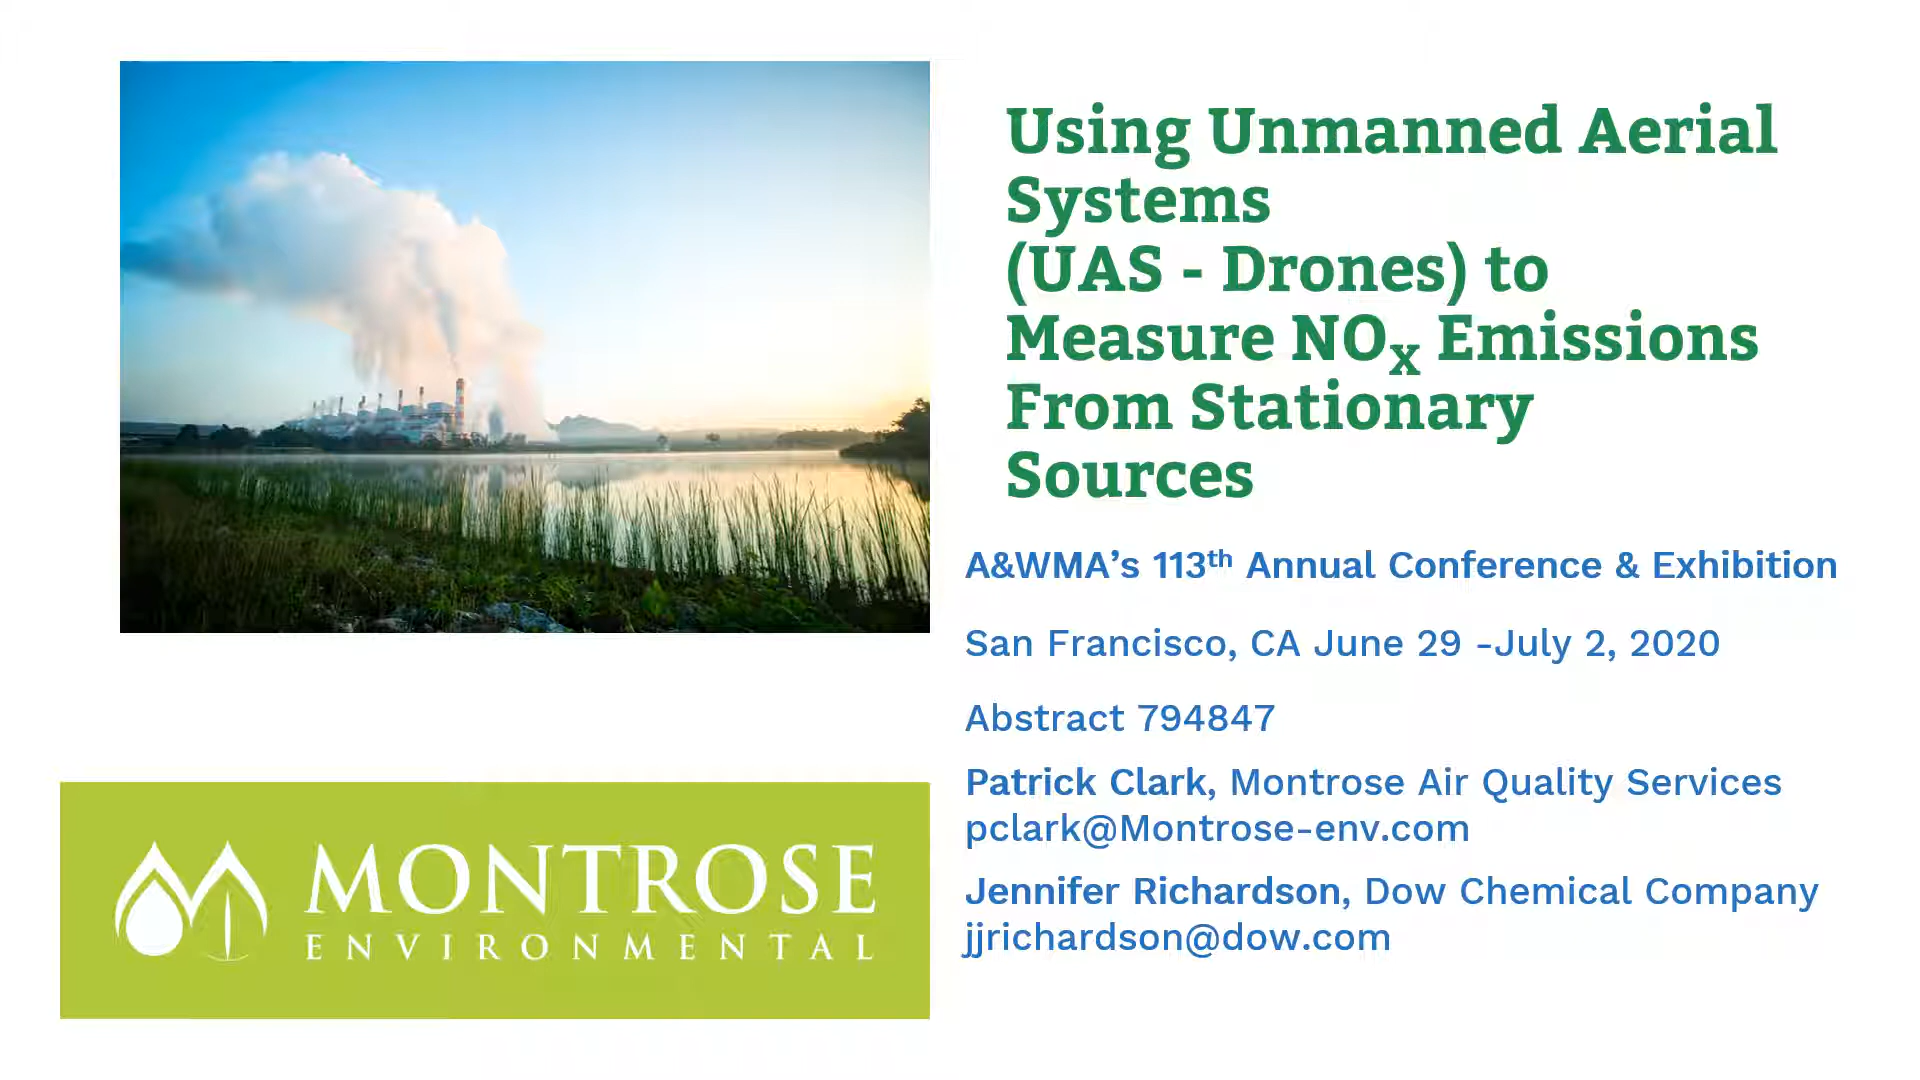 Using Unmanned Aerial
Systems
(UAS - Drones) to
Measure NOX Emissions
From Stationary
Sources
A&WMA’s 113th Annual Conference & Exhibition
San Francisco, CA June 29 -July 2, 2020
Abstract 794847
Patrick Clark, Montrose Air Quality Services
pclark@Montrose-env.com
Jennifer Richardson, Dow Chemical Company
jjrichardson@dow.com
MONTROSE
ENVIRONMENTAL